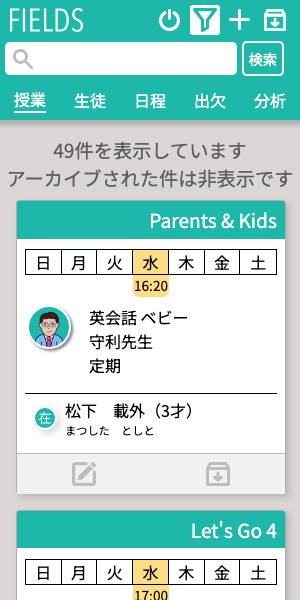 FIELDS
検索
授業 生徒 日程 出欠 分析
49件を表示しています
アーカイブされた件は非表示です
Parents & Kids
日 月 火 水 木 金 土
16:20
英会話 ベビー
守利先生
定期
在
松下　載外（3才）
まつした　としと
Let's Go 4
日 月 火 水 木 金 土
17:00